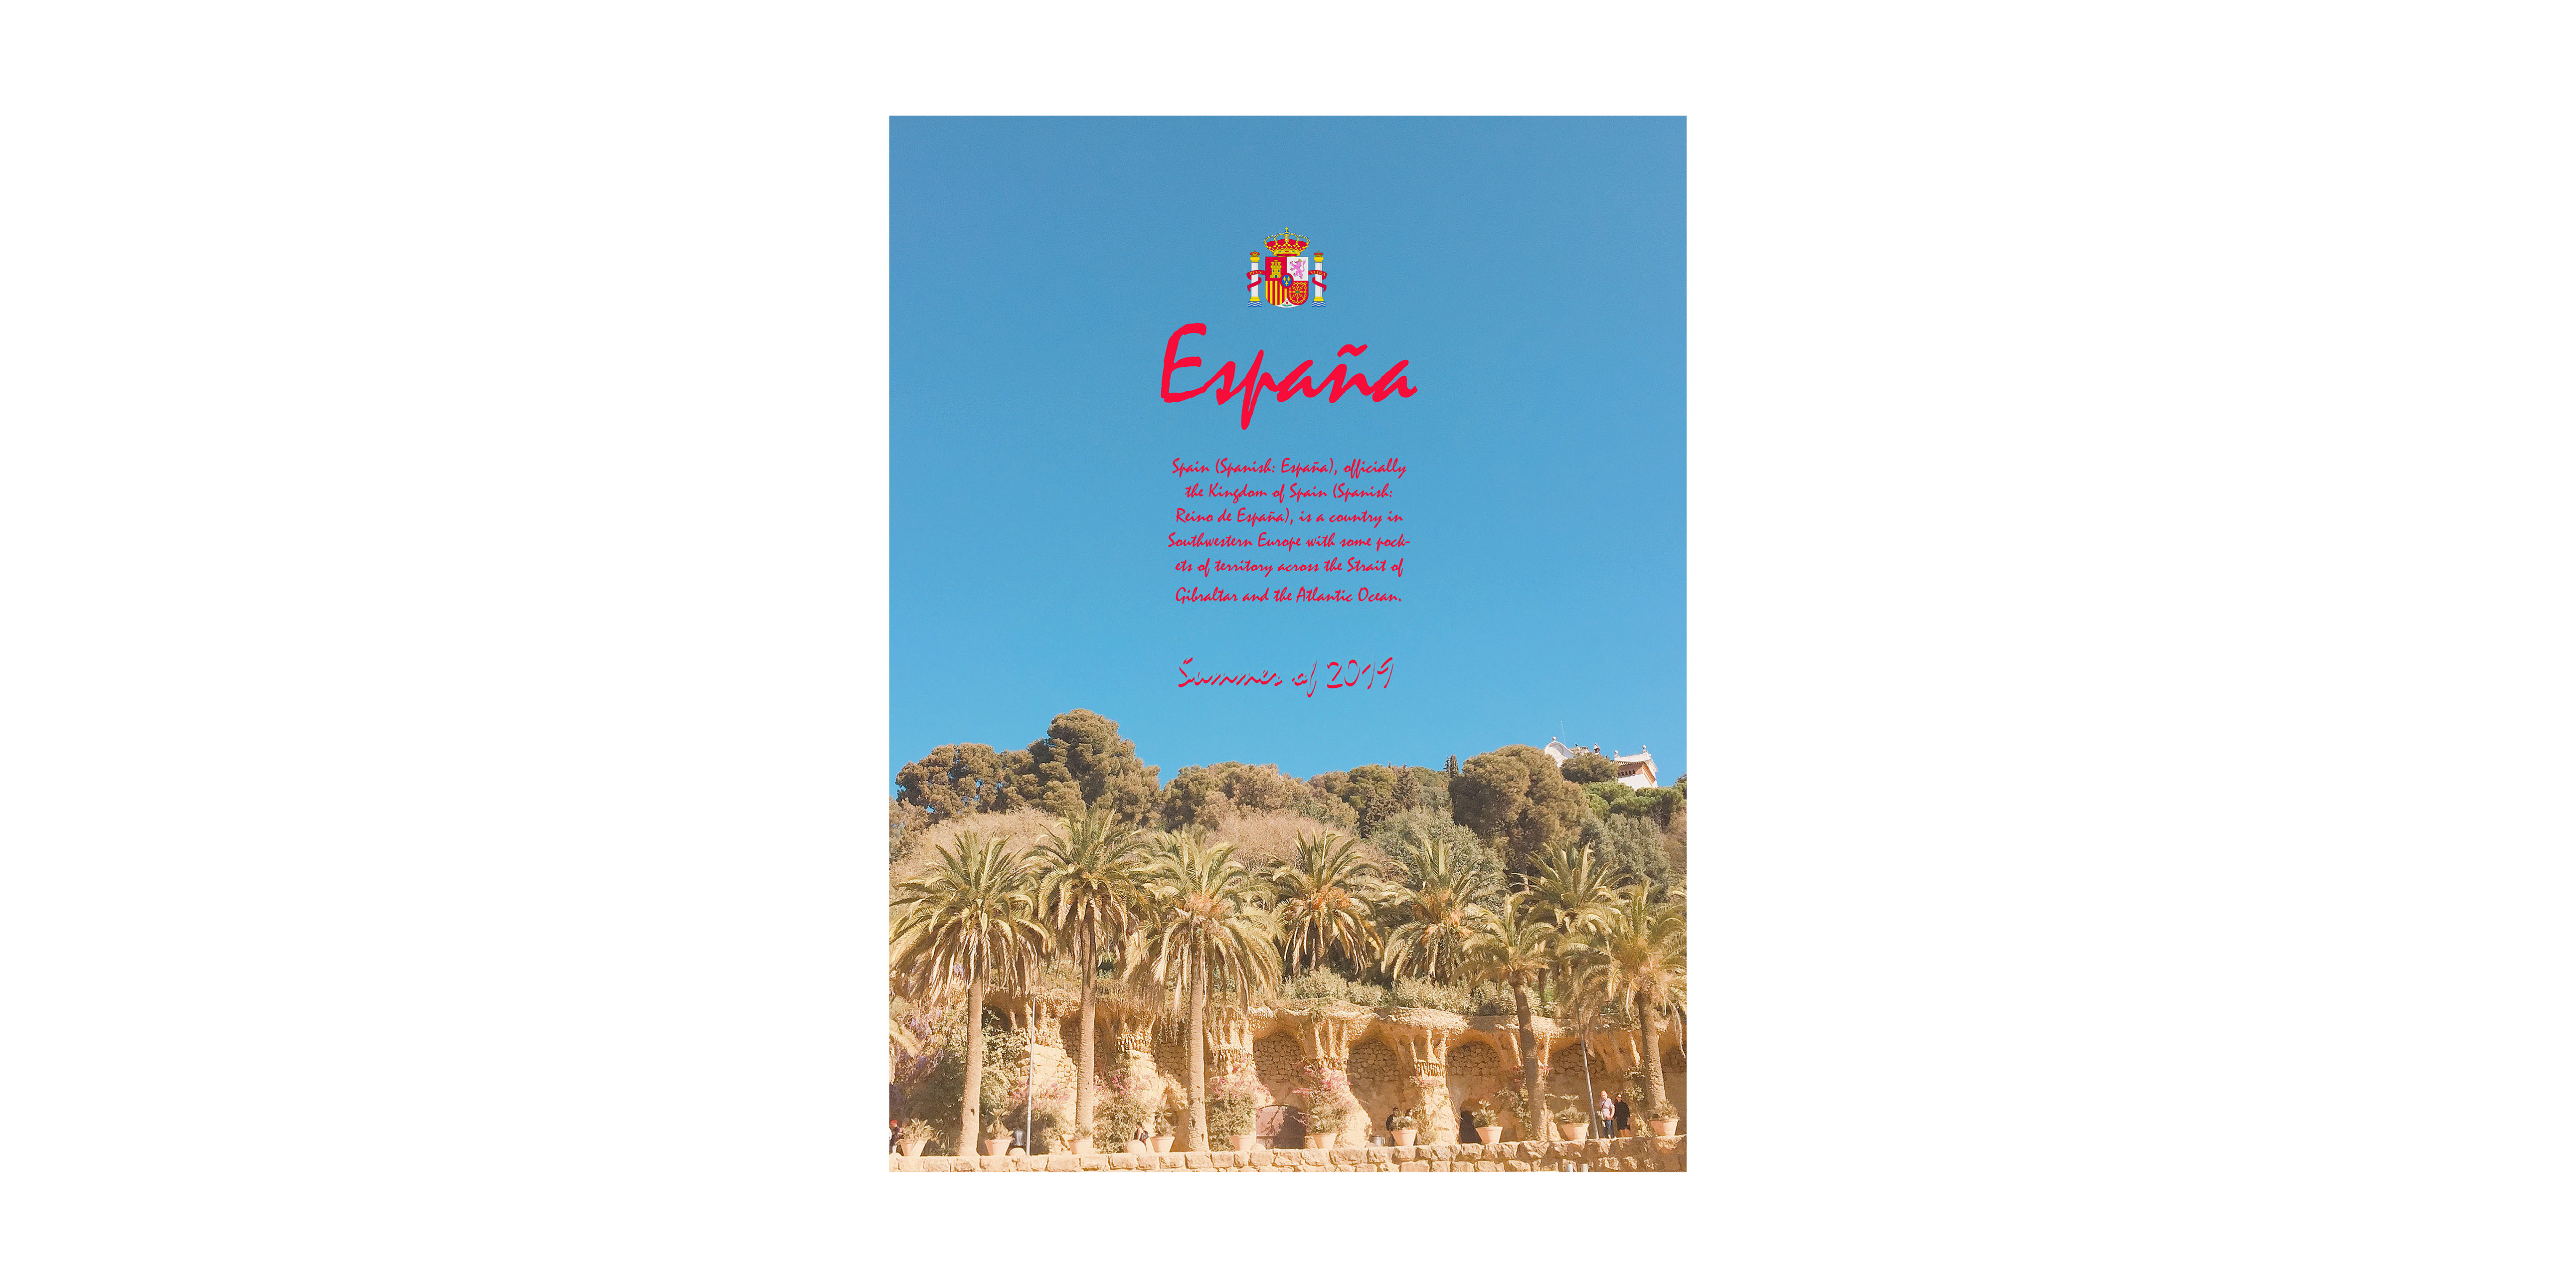 España
Spain (Spanish: España), officially
the Kingdom of Spain (Spanish:
Reino de España), is a country in
Southwestern Europe with some pock-
ets of territory across the Strait of
Gibraltar and the Atlantic Ocean.
Summer of 2019